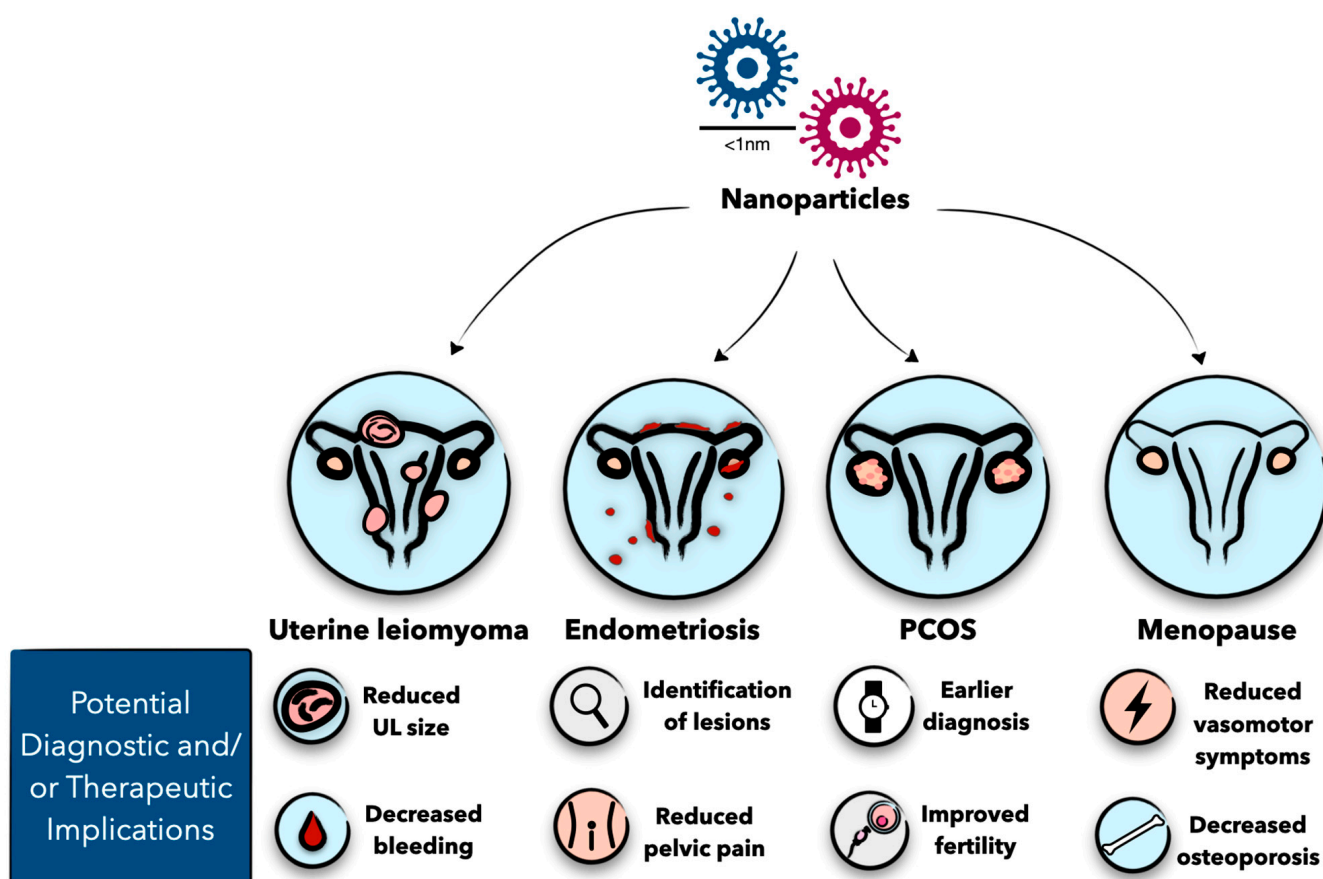 <1nm
Nanoparticles
Uterine leiomyoma
Endometriosis
PCOS
Menopause
Potential
Diagnostic and/
or Therapeutic
Implications
Reduced
UL size
Identification
of lesions
Earlier
diagnosis
Reduced
vasomotor
symptoms
Decreased
bleeding
Reduced
pelvic pain
Improved
fertility
Decreased
osteoporosis